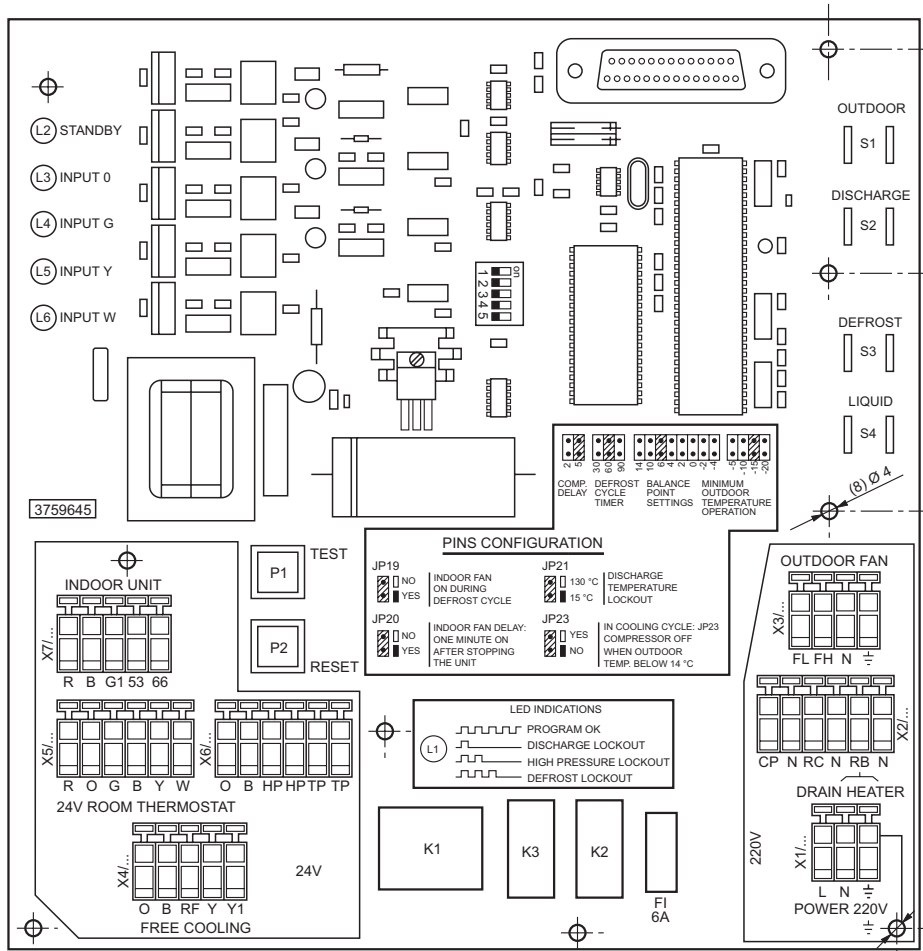 L2 STANDBY
L3 INPUT 0
L4 INPUT G
L5 INPUT Y
L6 INPUT W
on
1
2
3
4
5
OUTDOOR
S1
DISCHARGE
S2
DEFROST
S3
LIQUID
S4
(8) Ø 4
3759645
2 5
30 60 90
14 10 6 4 2 0 -2 -4
-5 -10 -15 -20
COMP. DELAY
DEFROST CYCLE TIMER
BALANCE POINT SETTINGS
MINIMUM OUTDOOR TEMPERATURE OPERATION
PINS CONFIGURATION
JP19
NO
YES
INDOOR FAN
ON DURING
DEFROST CYCLE
JP21
130 °C
15 °C
DISCHARGE
TEMPERATURE
LOCKOUT
JP20
NO
YES
INDOOR FAN DELAY:
ONE MINUTE ON
AFTER STOPPING
THE UNIT
JP23
YES
NO
IN COOLING CYCLE: JP23
COMPRESSOR OFF
WHEN OUTDOOR
TEMP. BELOW 14 °C
P1
TEST
P2
RESET
INDOOR UNIT
X7/...
R B G1 53 66
X5/...
R O G B Y W
X6/...
O B HP HP TP TP
24V ROOM THERMOSTAT
X4/...
O B RF Y Y1
FREE COOLING
24V
LED INDICATIONS
L1
PROGRAM OK
DISCHARGE LOCKOUT
HIGH PRESSURE LOCKOUT
DEFROST LOCKOUT
K1
K3
K2
FI
6A
OUTDOOR FAN
X3/...
FL FH N
X2/...
CP N RC N RB N
DRAIN HEATER
220V
X1/...
L N
POWER 220V